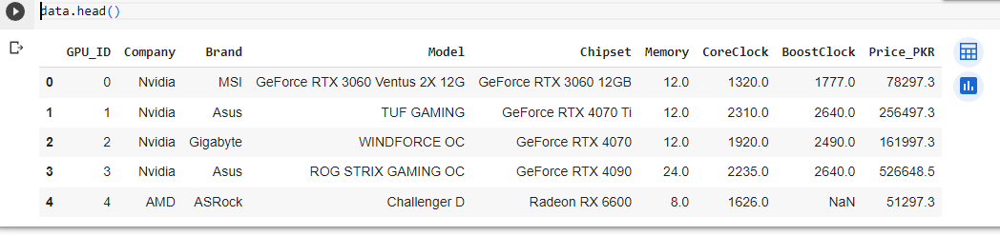 data.head()
GPU_ID Company Brand Model Chipset Memory CoreClock BoostClock Price_PKR
0 0 Nvidia MSI GeForce RTX 3060 Ventus 2X 12G GeForce RTX 3060 12GB 12.0 1320.0 1777.0 78297.3
1 1 Nvidia Asus TUF GAMING GeForce RTX 4070 Ti 12.0 2310.0 2640.0 256497.3
2 2 Nvidia Gigabyte WINDFORCE OC GeForce RTX 4070 12.0 1920.0 2490.0 161997.3
3 3 Nvidia Asus ROG STRIX GAMING OC GeForce RTX 4090 24.0 2235.0 2640.0 526648.5
4 4 AMD ASRock Challenger D Radeon RX 6600 8.0 1626.0 NaN 51297.3